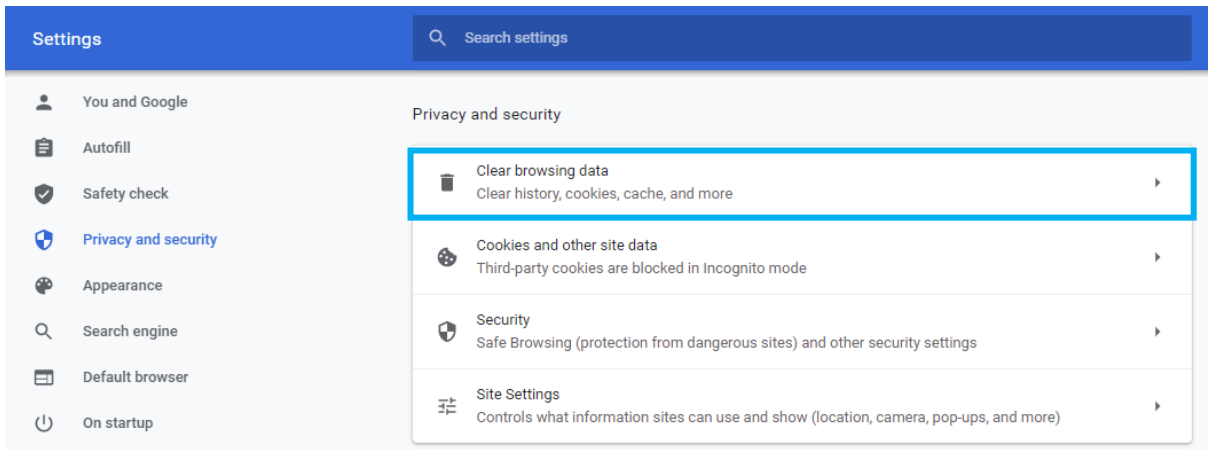 Settings
Search settings
You and Google
Autofill
Safety check
Privacy and security
Appearance
Search engine
Default browser
On startup
Privacy and security
Clear browsing data
Clear history, cookies, cache, and more
Cookies and other site data
Third-party cookies are blocked in Incognito mode
Security
Safe Browsing (protection from dangerous sites) and other security settings
Site Settings
Controls what information sites can use and show (location, camera, pop-ups, and more)